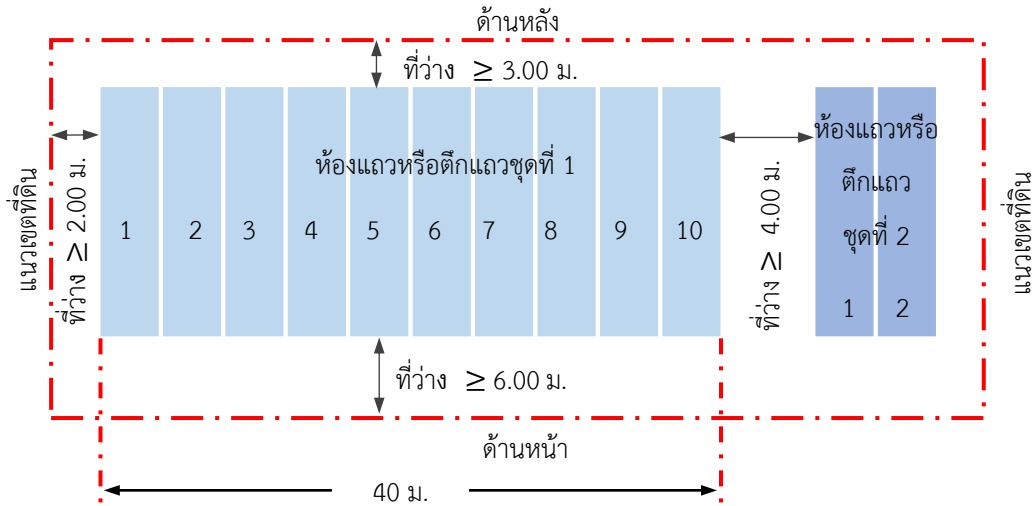 ด้านหลัง
ที่ว่าง ≥ 3.00 ม.
แนวเขตที่ดิน
ที่ว่าง ≥ 2.00 ม.
ห้องแถวหรือตึกแถวชุดที่ 1
1 2 3 4 5 6 7 8 9 10
ที่ว่าง ≥ 4.00 ม.
ห้องแถวหรือ
ตึกแถว
ชุดที่ 2
1 2
แนวเขตที่ดิน
ที่ว่าง ≥ 6.00 ม.
ด้านหน้า
40 ม.